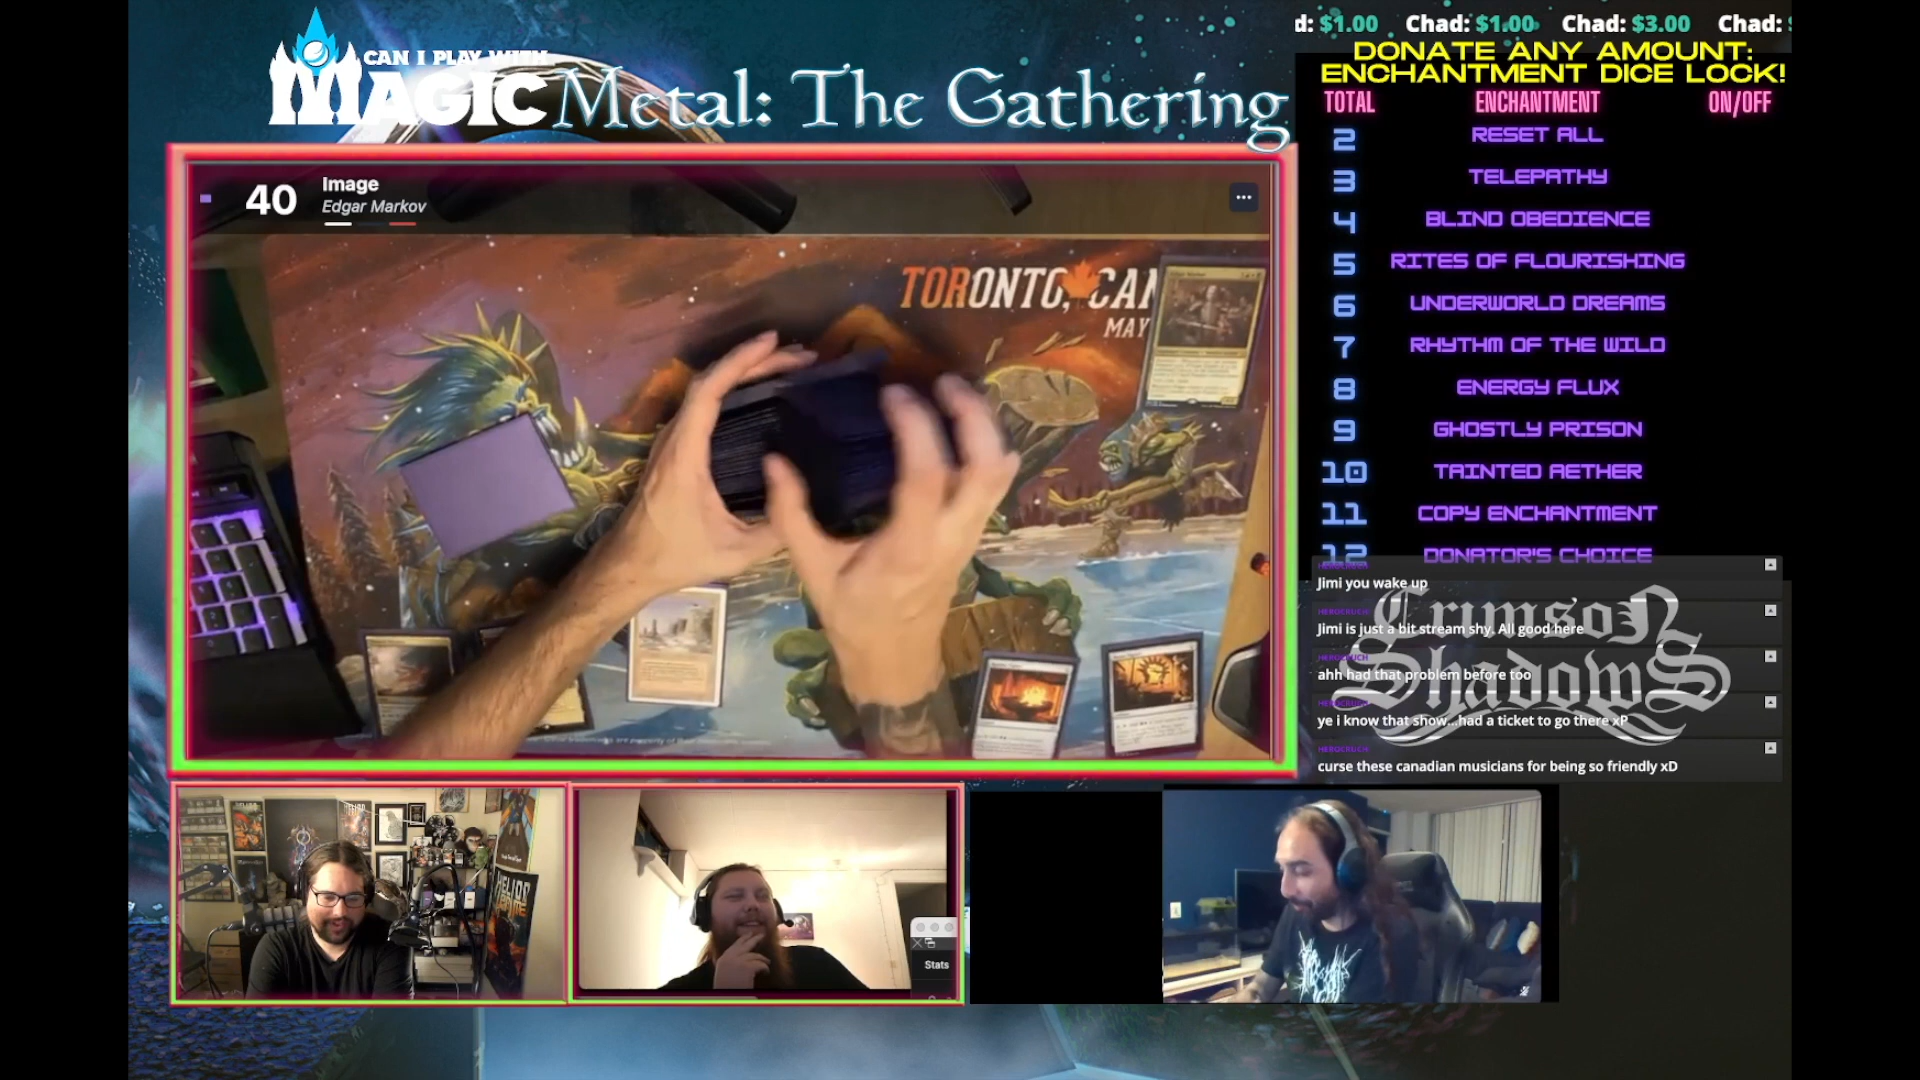 d: $1.00 Chad: $1.00 Chad: $3.00 Chad: $
DONATE ANY AMOUNT:
ENCHANTMENT DICE LOCK!
CAN I PLAY WITH
MAGIC
Metal: The Gathering
TOTAL ENCHANTMENT ON/OFF
2 RESET ALL
3 TELEPATHY
4 BLIND OBEDIENCE
5 RITES OF FLOURISHING
6 UNDERWORLD DREAMS
7 RHYTHM OF THE WILD
8 ENERGY FLUX
9 GHOSTLY PRISON
10 TAINTED AETHER
11 COPY ENCHANTMENT
12 DONATOR'S CHOICE
40
Image
Edgar Markov
TORONTO, CAN
MAY
Jimi you wake up
HEROCRUCH
Jimi is just a bit stream shy. All good here
HEROCRUCH
ahh had that problem before too
HEROCRUCH
ye i know that show...had a ticket to go there xP
HEROCRUCH
curse these canadian musicians for being so friendly xD
Crimson
Shadows
Stats